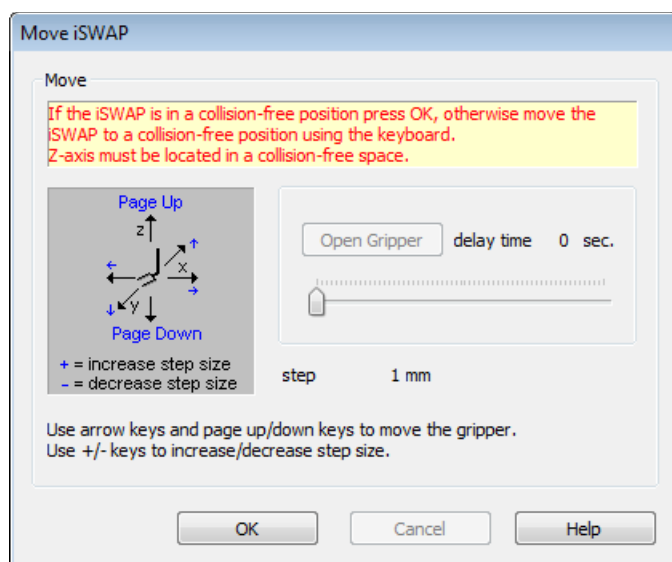 Move iSWAP
Move
If the iSWAP is in a collision-free position press OK, otherwise move the
iSWAP to a collision-free position using the keyboard.
Z-axis must be located in a collision-free space.
Page Up
z
x
y
Page Down
+ = increase step size
- = decrease step size
Open Gripper delay time 0 sec.
step 1 mm
Use arrow keys and page up/down keys to move the gripper.
Use +/- keys to increase/decrease step size.
OK Cancel Help